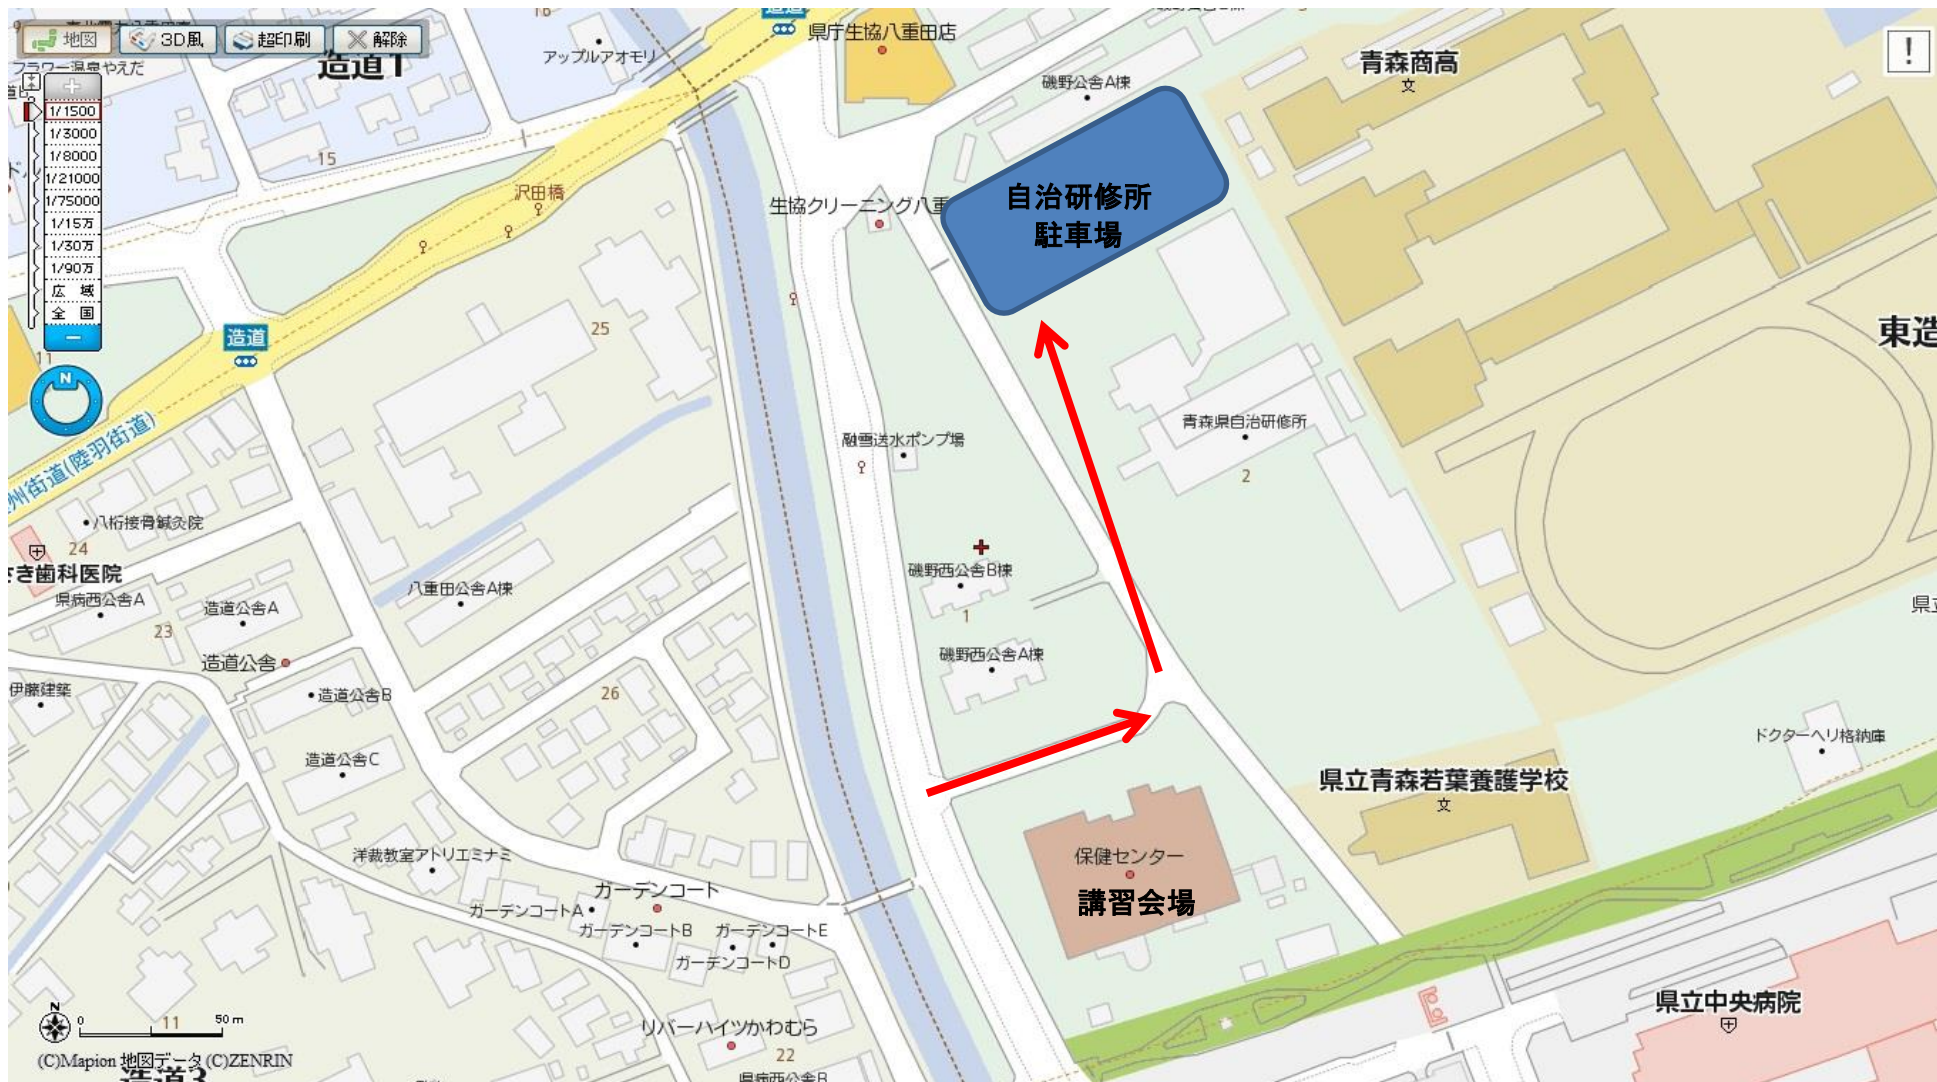 地図
3D風
超印刷
解除
1/1500
1/3000
1/8000
1/21000
1/75000
1/15万
1/30万
1/90万
広域
全国
N
フラワー温泉やえだ
造道1
16
アップルアオモリ
造道
県庁生協八重田店
磯野公舎A棟
青森商高
文
!
15
沢田橋
生協クリーニング八重
自治研修所
駐車場
造道
11
25
東造
州街道(陸羽街道)
融雪送水ポンプ場
青森県自治研修所
2
八桁接骨鍼灸院
24
さき歯科医院
県病西公舎A
造道公舎A
23
造道公舎
八重田公舎A棟
磯野西公舎B棟
1
磯野西公舎A棟
伊藤建築
造道公舎B
26
造道公舎C
ドクターヘリ格納庫
県立青森若葉養護学校
文
洋裁教室アトリエミナミ
保健センター
講習会場
ガーデンコート
ガーデンコートA
ガーデンコートB
ガーデンコートE
ガーデンコートD
県立中央病院
リバーハイツかわむら
22
県病西公舎B
N
0
50m
11
(C)Mapion 地図データ (C)ZENRIN
造道3